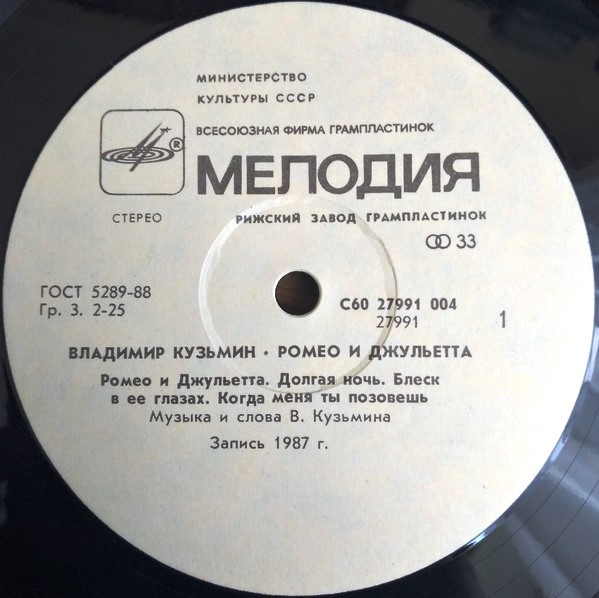 МИНИСТЕРСТВО
КУЛЬТУРЫ СССР
ВСЕСОЮЗНАЯ ФИРМА ГРАМПЛАСТИНОК
®
МЕЛОДИЯ
СТЕРЕО
РИЖСКИЙ ЗАВОД ГРАМПЛАСТИНОК
33
ГОСТ 5289-88
Гр. 3. 2-25
С60 27991 004
27991
1
ВЛАДИМИР КУЗЬМИН • РОМЕО И ДЖУЛЬЕТТА
Ромео и Джульетта. Долгая ночь. Блеск
в ее глазах. Когда меня ты позовешь
Музыка и слова В. Кузьмина
Запись 1987 г.